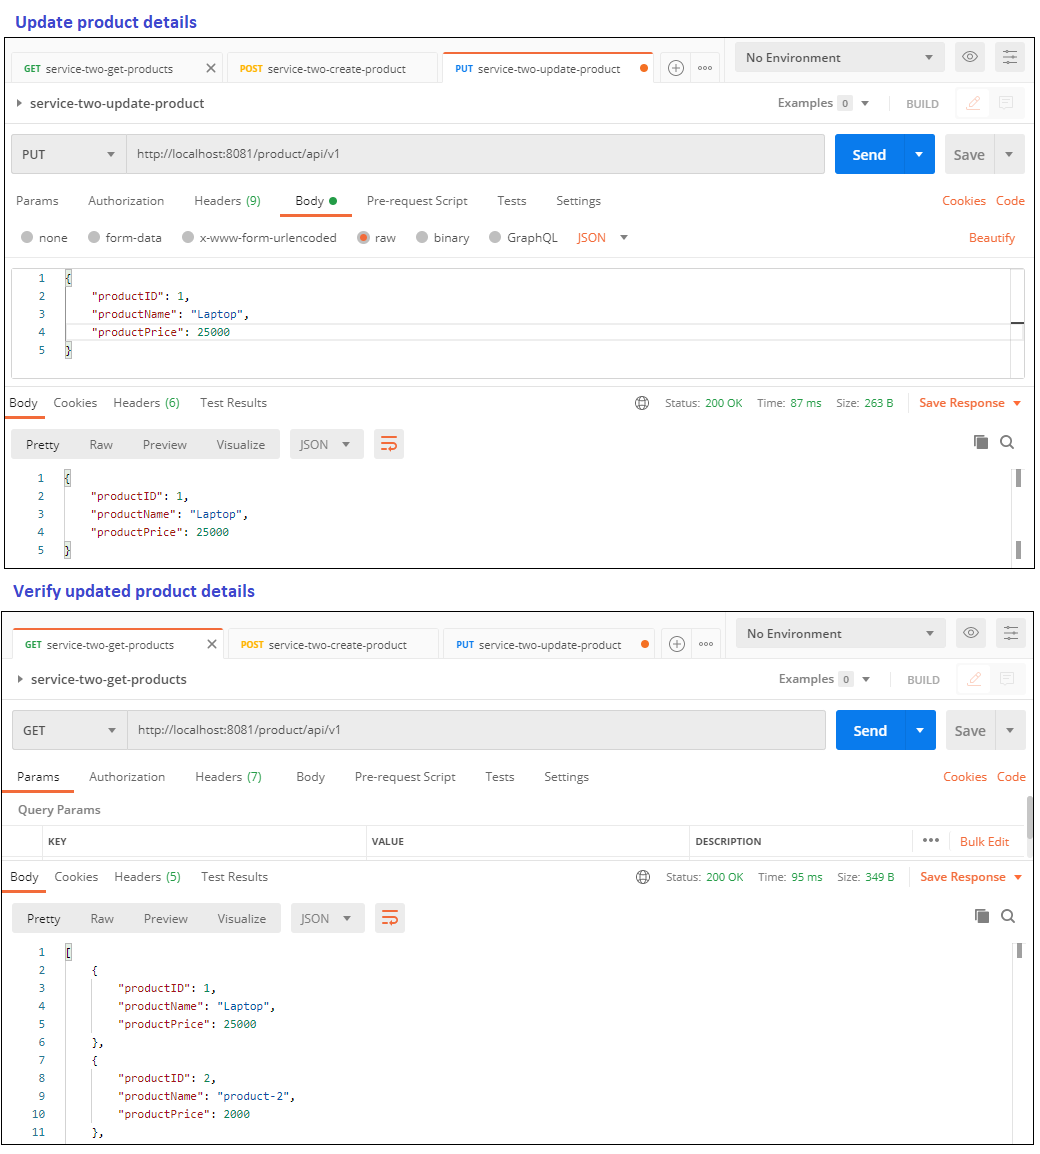 Update product details
GET service-two-get-products POST service-two-create-product PUT service-two-update-product No Environment
service-two-update-product Examples 0 BUILD
PUT http://localhost:8081/product/api/v1 Send Save
Params Authorization Headers (9) Body Pre-request Script Tests Settings Cookies Code
none form-data x-www-form-urlencoded raw binary GraphQL JSON Beautify
1 {
2 "productID": 1,
3 "productName": "Laptop",
4 "productPrice": 25000
5 }
Body Cookies Headers (6) Test Results Status: 200 OK Time: 87 ms Size: 263 B Save Response
Pretty Raw Preview Visualize JSON
1 {
2 "productID": 1,
3 "productName": "Laptop",
4 "productPrice": 25000
5 }
Verify updated product details
GET service-two-get-products POST service-two-create-product PUT service-two-update-product No Environment
service-two-get-products Examples 0 BUILD
GET http://localhost:8081/product/api/v1 Send Save
Params Authorization Headers (7) Body Pre-request Script Tests Settings Cookies Code
Query Params
KEY VALUE DESCRIPTION Bulk Edit
Body Cookies Headers (5) Test Results Status: 200 OK Time: 95 ms Size: 349 B Save Response
Pretty Raw Preview Visualize JSON
1 [
2 {
3 "productID": 1,
4 "productName": "Laptop",
5 "productPrice": 25000
6 },
7 {
8 "productID": 2,
9 "productName": "product-2",
10 "productPrice": 2000
11 },